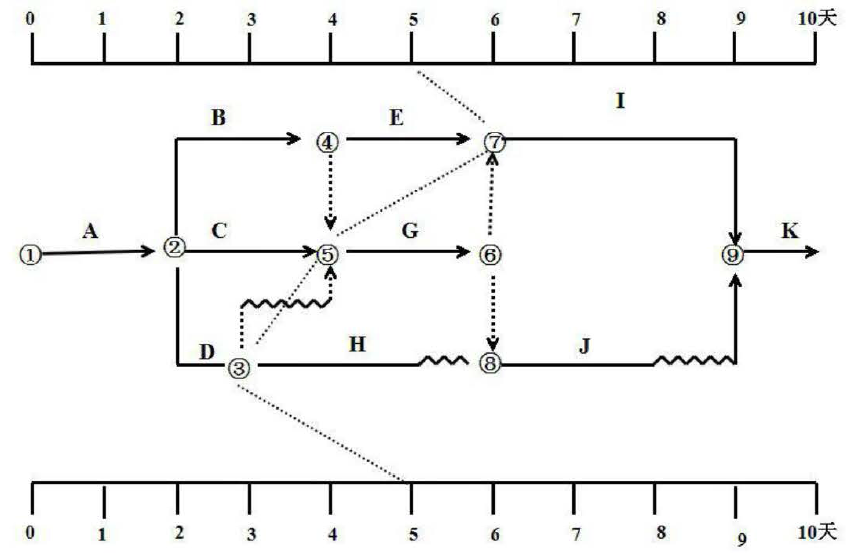 0 1 2 3 4 5 6 7 8 9 10天
I
B E
④ ⑦
A C G K
① ② ⑤ ⑥ ⑨
D H J
③ ⑧
0 1 2 3 4 5 6 7 8 9 10天